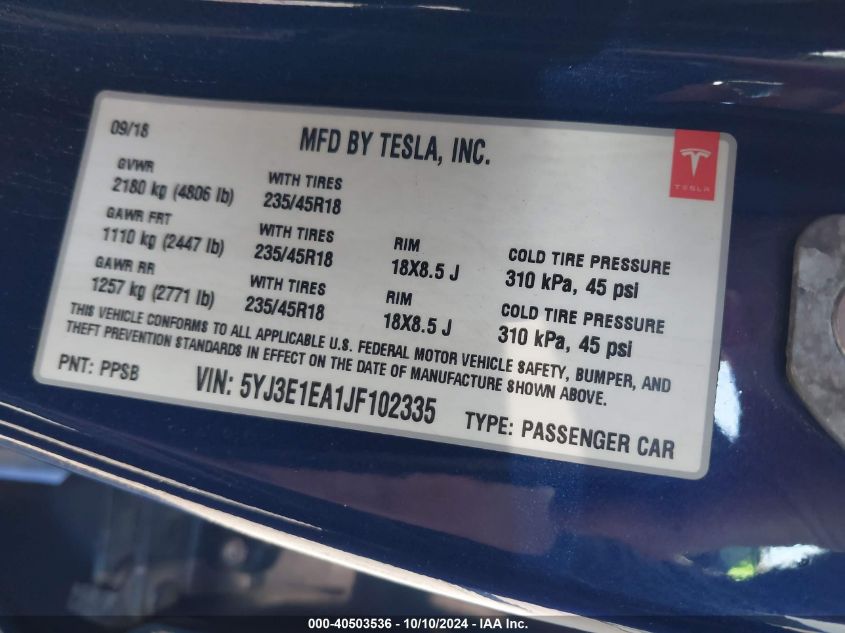 09/18
MFD BY TESLA, INC.
TESLA
GVWR
2180 kg (4806 lb)
WITH TIRES
235/45R18
GAWR FRT
1110 kg (2447 lb)
WITH TIRES
235/45R18
RIM
18X8.5 J
COLD TIRE PRESSURE
310 kPa, 45 psi
GAWR RR
1257 kg (2771 lb)
WITH TIRES
235/45R18
RIM
18X8.5 J
COLD TIRE PRESSURE
310 kPa, 45 psi
THIS VEHICLE CONFORMS TO ALL APPLICABLE U.S. FEDERAL MOTOR VEHICLE SAFETY, BUMPER, AND
THEFT PREVENTION STANDARDS IN EFFECT ON THE DATE OF MANUFACTURE SHOWN ABOVE.
PNT: PPSB
VIN: 5YJ3E1EA1JF102335
TYPE: PASSENGER CAR
000-40503536 - 10/10/2024 - IAA Inc.